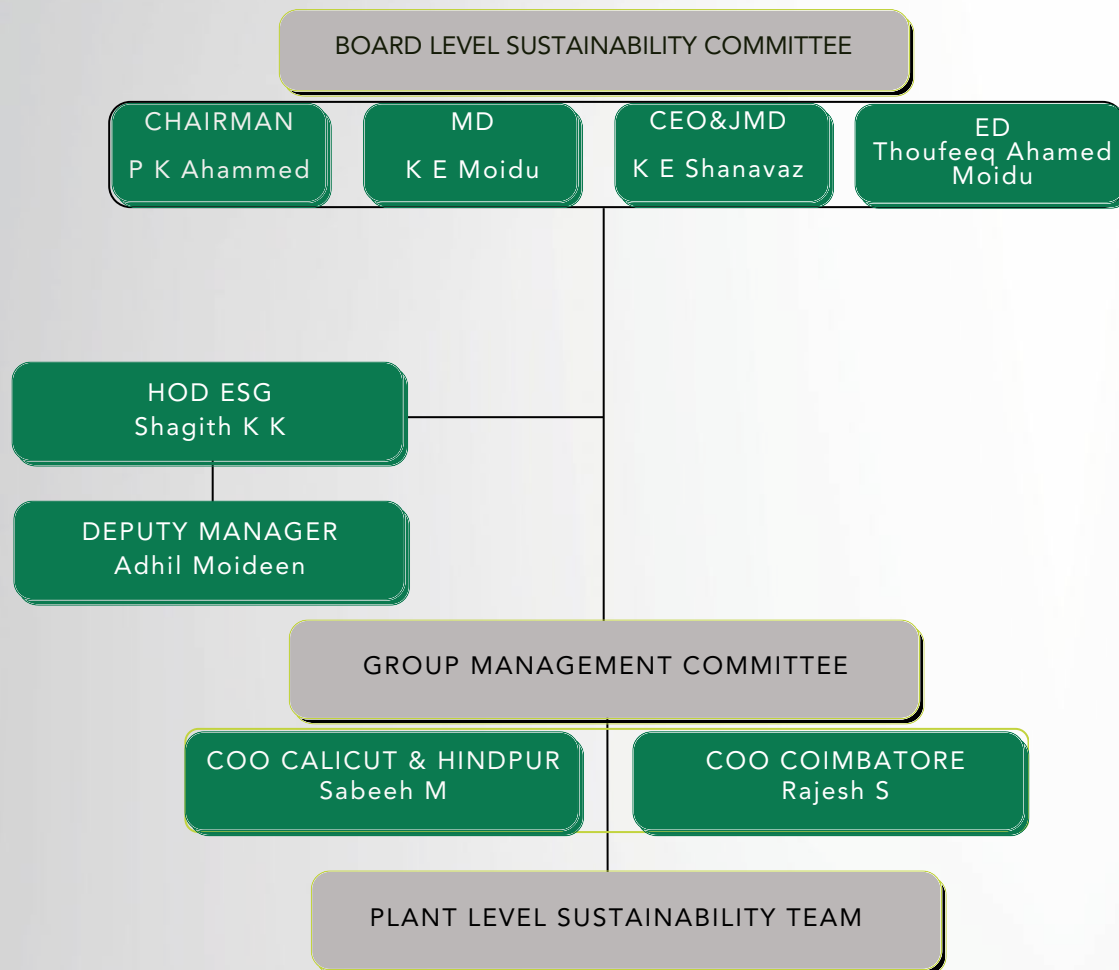 BOARD LEVEL SUSTAINABILITY COMMITTEE
CHAIRMAN
P K Ahammed
MD
K E Moidu
CEO&JMD
K E Shanavaz
ED
Thoufeeq Ahamed
Moidu
HOD ESG
Shagith K K
DEPUTY MANAGER
Adhil Moideen
GROUP MANAGEMENT COMMITTEE
COO CALICUT & HINDPUR
Sabeeh M
COO COIMBATORE
Rajesh S
PLANT LEVEL SUSTAINABILITY TEAM